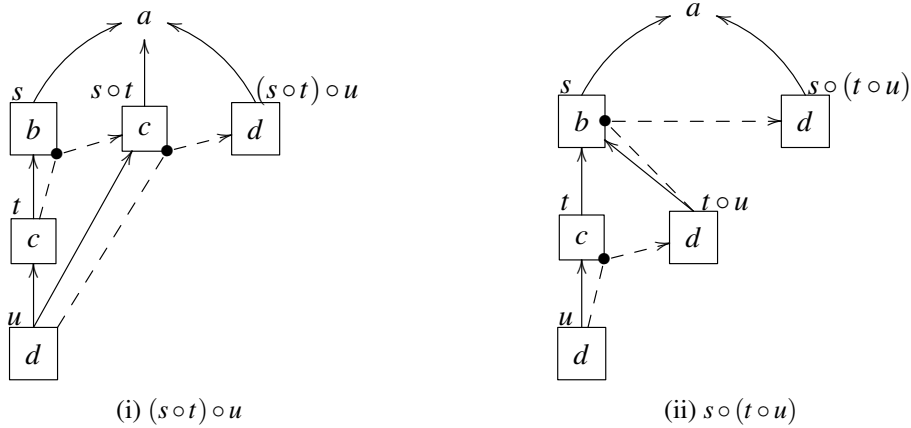 a
s
s ∘ t
(s ∘ t) ∘ u
b
c
d
t
c
u
d
(i) (s ∘ t) ∘ u
a
s
s ∘ (t ∘ u)
b
d
t
t ∘ u
c
d
u
d
(ii) s ∘ (t ∘ u)